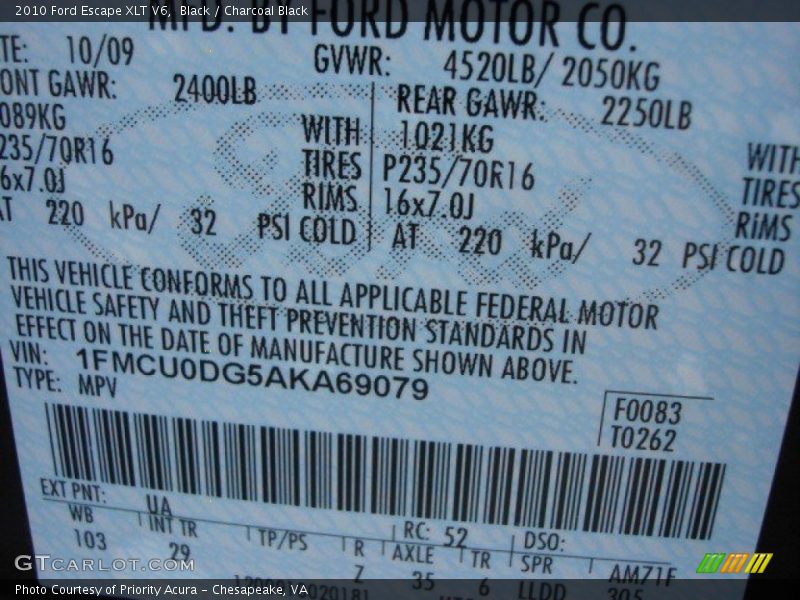 2010 Ford Escape XLT V6, Black / Charcoal Black
MFD. BY FORD MOTOR CO.
TE: 10/09 GVWR: 4520LB/ 2050KG
ONT GAWR: 2400LB REAR GAWR: 2250LB
089KG WITH 1021KG WITH
235/70R16 TIRES P235/70R16 TIRES
6x7.0J RIMS 16x7.0J RiMS
AT 220 kPa/ 32 PSI COLD AT 220 kPa/ 32 PSI COLD
THIS VEHICLE CONFORMS TO ALL APPLICABLE FEDERAL MOTOR
VEHICLE SAFETY AND THEFT PREVENTION STANDARDS IN
EFFECT ON THE DATE OF MANUFACTURE SHOWN ABOVE.
VIN: 1FMCU0DG5AKA69079
TYPE: MPV
F0083
T0262
EXT PNT: UA RC: 52 DSO:
WB INT TR TP/PS R AXLE TR SPR AM71F
103 29 Z 35 6 LLDD 305
GTCARLOT.COM
Photo Courtesy of Priority Acura – Chesapeake, VA